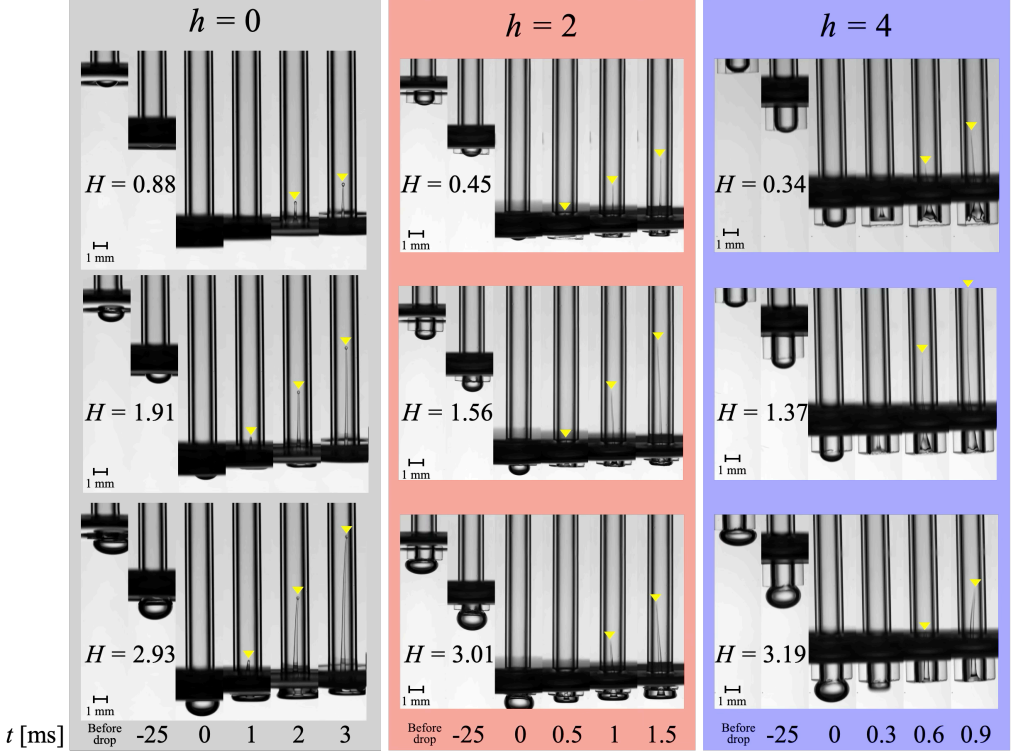 h = 0
h = 2
h = 4
H = 0.88
1 mm
H = 0.45
1 mm
H = 0.34
1 mm
H = 1.91
1 mm
H = 1.56
1 mm
H = 1.37
1 mm
H = 2.93
1 mm
H = 3.01
1 mm
H = 3.19
1 mm
t [ms] Before drop -25 0 1 2 3 Before drop -25 0 0.5 1 1.5 Before drop -25 0 0.3 0.6 0.9